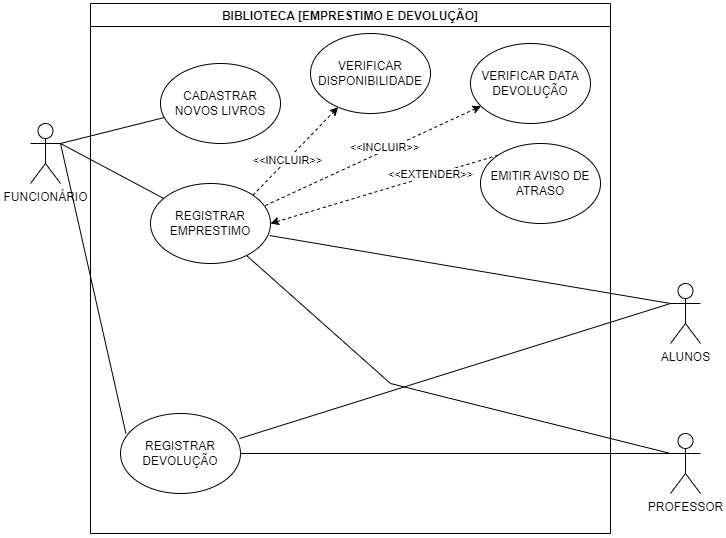 BIBLIOTECA [EMPRESTIMO E DEVOLUÇÃO]
VERIFICAR
DISPONIBILIDADE
VERIFICAR DATA
DEVOLUÇÃO
CADASTRAR
NOVOS LIVROS
<<INCLUIR>>
<<INCLUIR>>
<<EXTENDER>>
EMITIR AVISO DE
ATRASO
FUNCIONÁRIO
REGISTRAR
EMPRESTIMO
ALUNOS
REGISTRAR
DEVOLUÇÃO
PROFESSOR